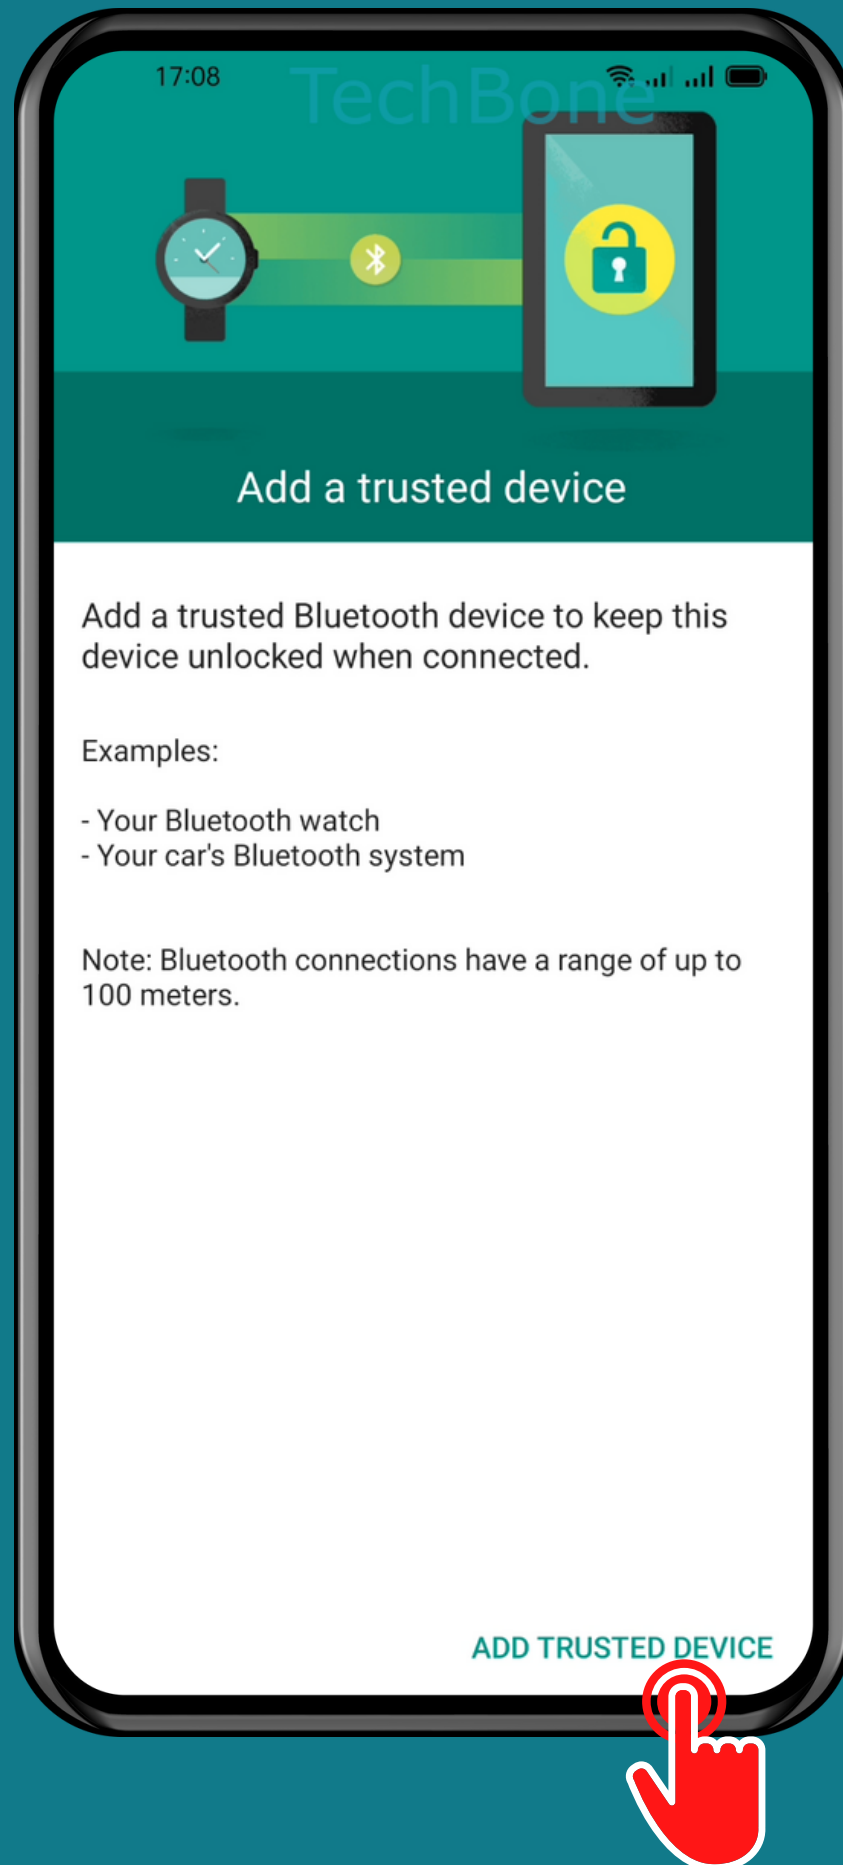 17:08
TechBone
Add a trusted device
Add a trusted Bluetooth device to keep this
device unlocked when connected.
Examples:
- Your Bluetooth watch
- Your car's Bluetooth system
Note: Bluetooth connections have a range of up to
100 meters.
ADD TRUSTED DEVICE